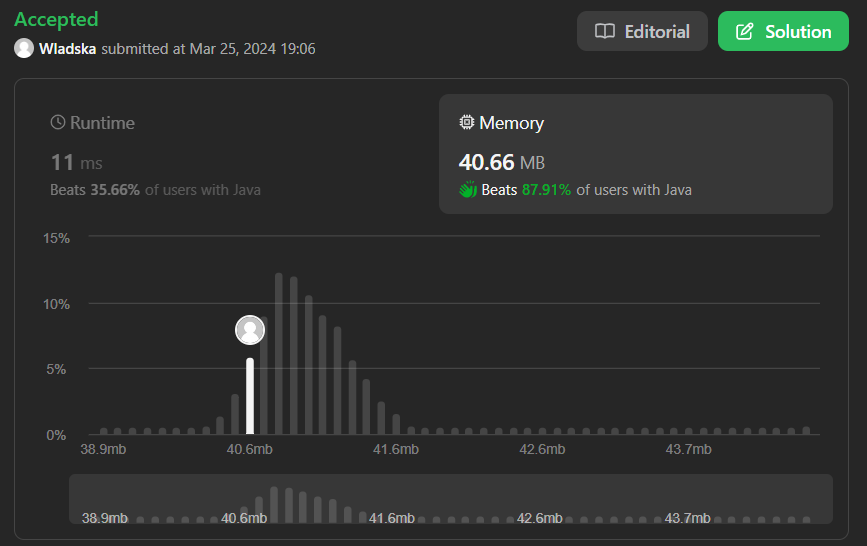 Accepted
Wladska submitted at Mar 25, 2024 19:06
Editorial
Solution
Runtime
11 ms
Beats 35.66% of users with Java
Memory
40.66 MB
Beats 87.91% of users with Java
15%
10%
5%
0%
38.9mb 40.6mb 41.6mb 42.6mb 43.7mb
38.9mb 40.6mb 41.6mb 42.6mb 43.7mb